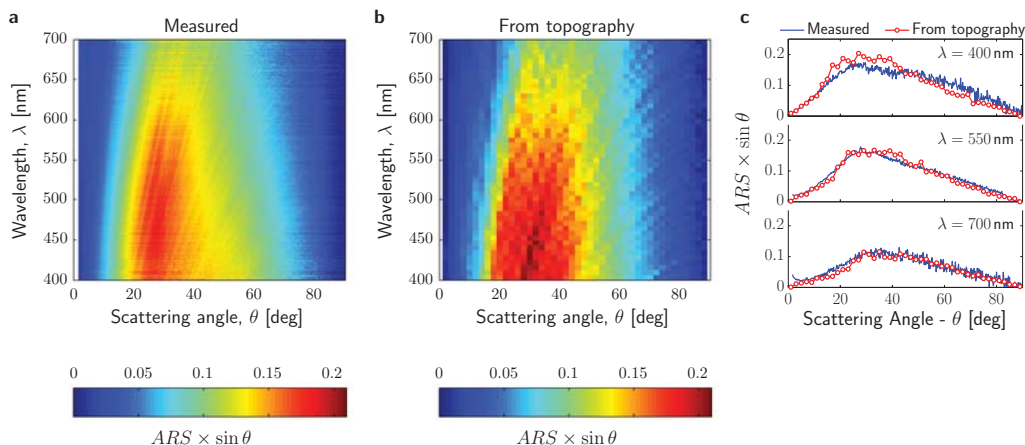 a
Measured
Wavelength, λ [nm]
700
650
600
550
500
450
400
0 20 40 60 80
Scattering angle, θ [deg]
0 0.05 0.1 0.15 0.2
ARS × sin θ
b
From topography
Wavelength, λ [nm]
700
650
600
550
500
450
400
0 20 40 60 80
Scattering angle, θ [deg]
0 0.05 0.1 0.15 0.2
ARS × sin θ
c
Measured From topography
ARS × sin θ
0.2
0.1
0
λ = 400 nm
0.2
0.1
0
λ = 550 nm
0.2
0.1
0
λ = 700 nm
0 20 40 60 80
Scattering Angle - θ [deg]